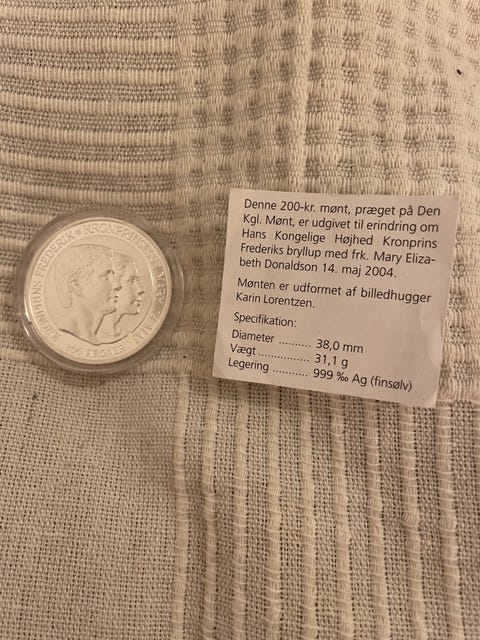 KRONPRINS FREDERIK KRONPRINSESSE MARY
200 KRONER
Denne 200-kr. mønt, præget på Den
Kgl. Mønt, er udgivet til erindring om
Hans Kongelige Højhed Kronprins
Frederiks bryllup med frk. Mary Eliza-
beth Donaldson 14. maj 2004.
Mønten er udformet af billedhugger
Karin Lorentzen.
Specifikation:
Diameter .......... 38,0 mm
Vægt ............... 31,1 g
Legering ........... 999 ‰ Ag (finsølv)